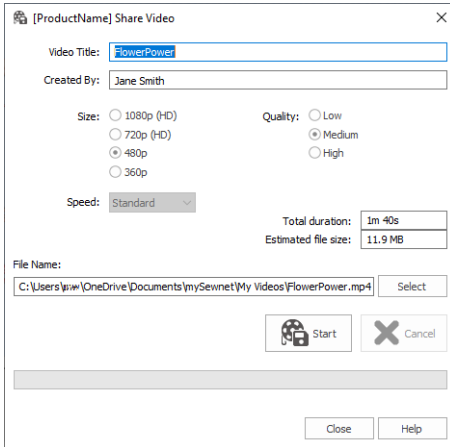 [ProductName] Share Video
Video Title: FlowerPower
Created By: Jane Smith
Size: 1080p (HD) Quality: Low
720p (HD) Medium
480p High
360p
Speed: Standard
Total duration: 1m 40s
Estimated file size: 11.9 MB
File Name:
C:\Users\ \OneDrive\Documents\mySewnet\My Videos\FlowerPower.mp4 Select
Start Cancel
Close Help